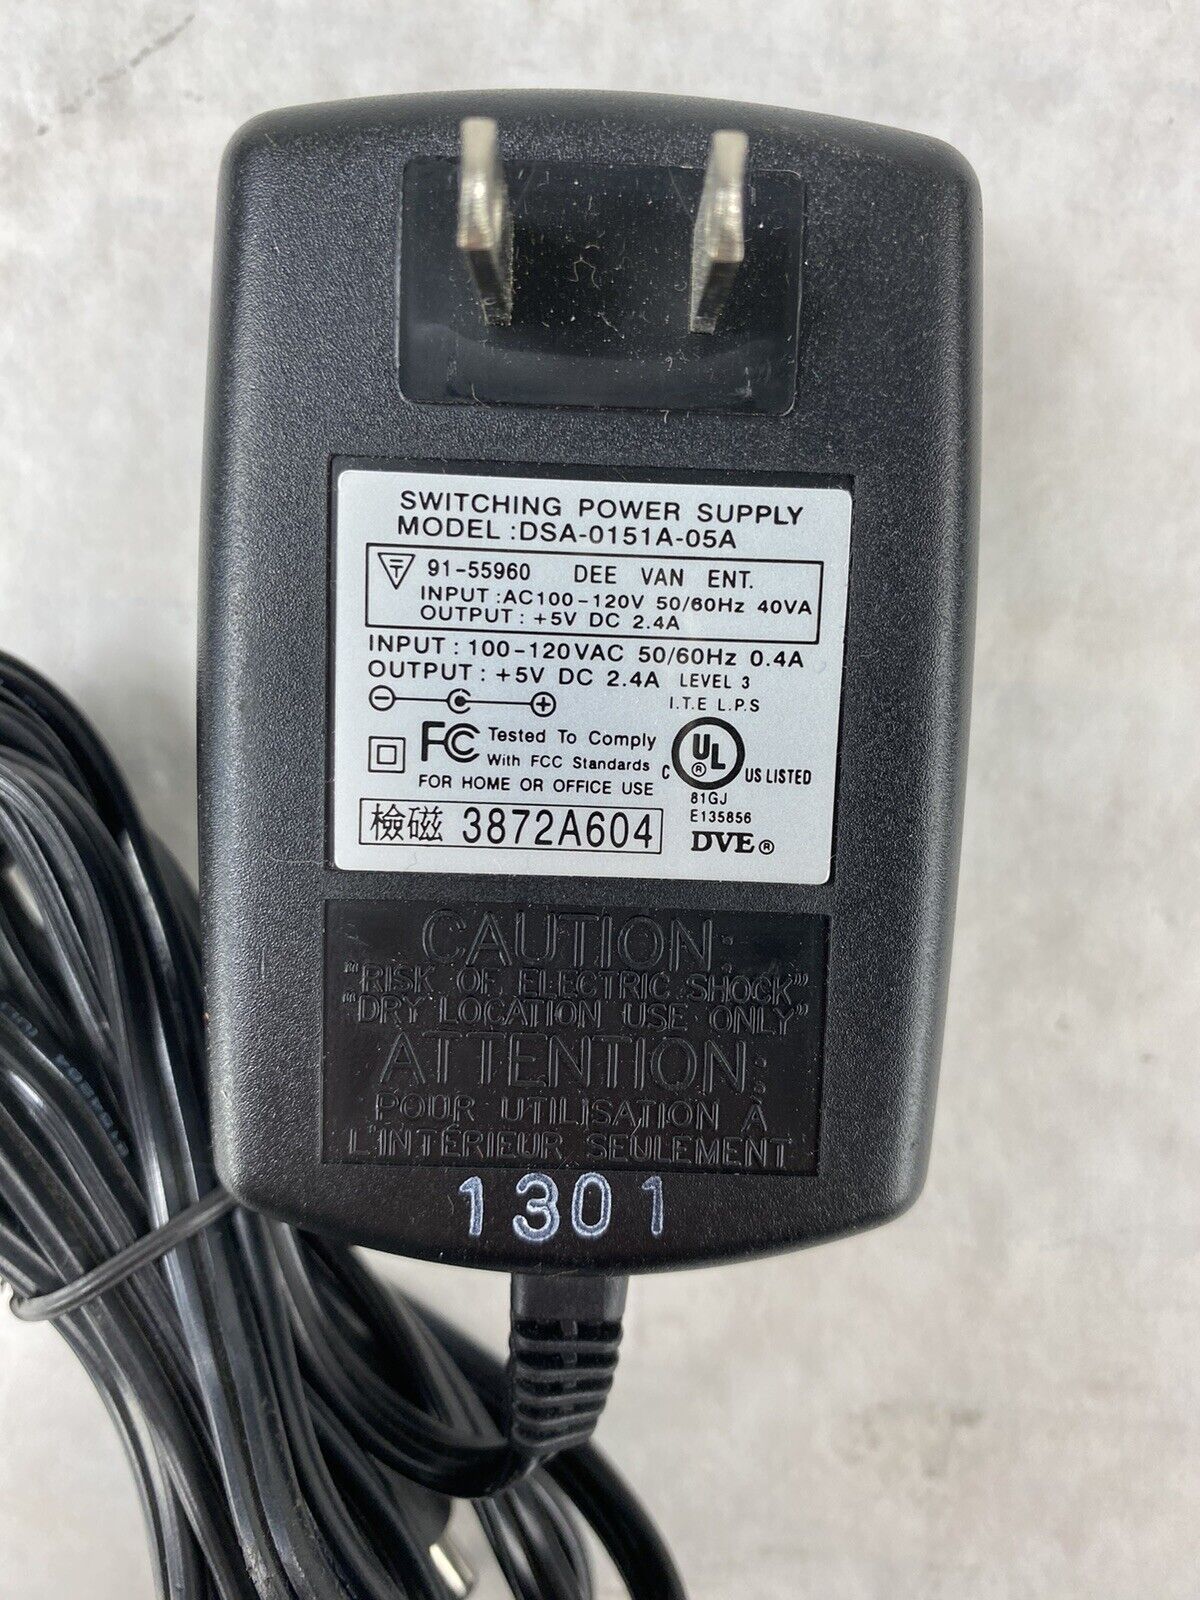 SWITCHING POWER SUPPLY
MODEL :DSA-0151A-05A
91-55960 DEE VAN ENT.
INPUT :AC100-120V 50/60Hz 40VA
OUTPUT : +5V DC 2.4A
INPUT : 100-120VAC 50/60Hz 0.4A
OUTPUT : +5V DC 2.4A LEVEL 3
I.T.E L.P.S
FC Tested To Comply
With FCC Standards
FOR HOME OR OFFICE USE
C UL ® US LISTED
81GJ
E135856
檢磁 3872A604
DVE®
CAUTION:
"RISK OF ELECTRIC SHOCK"
"DRY LOCATION USE ONLY"
ATTENTION:
POUR UTILISATION À
L'INTÉRIEUR SEULEMENT
1301